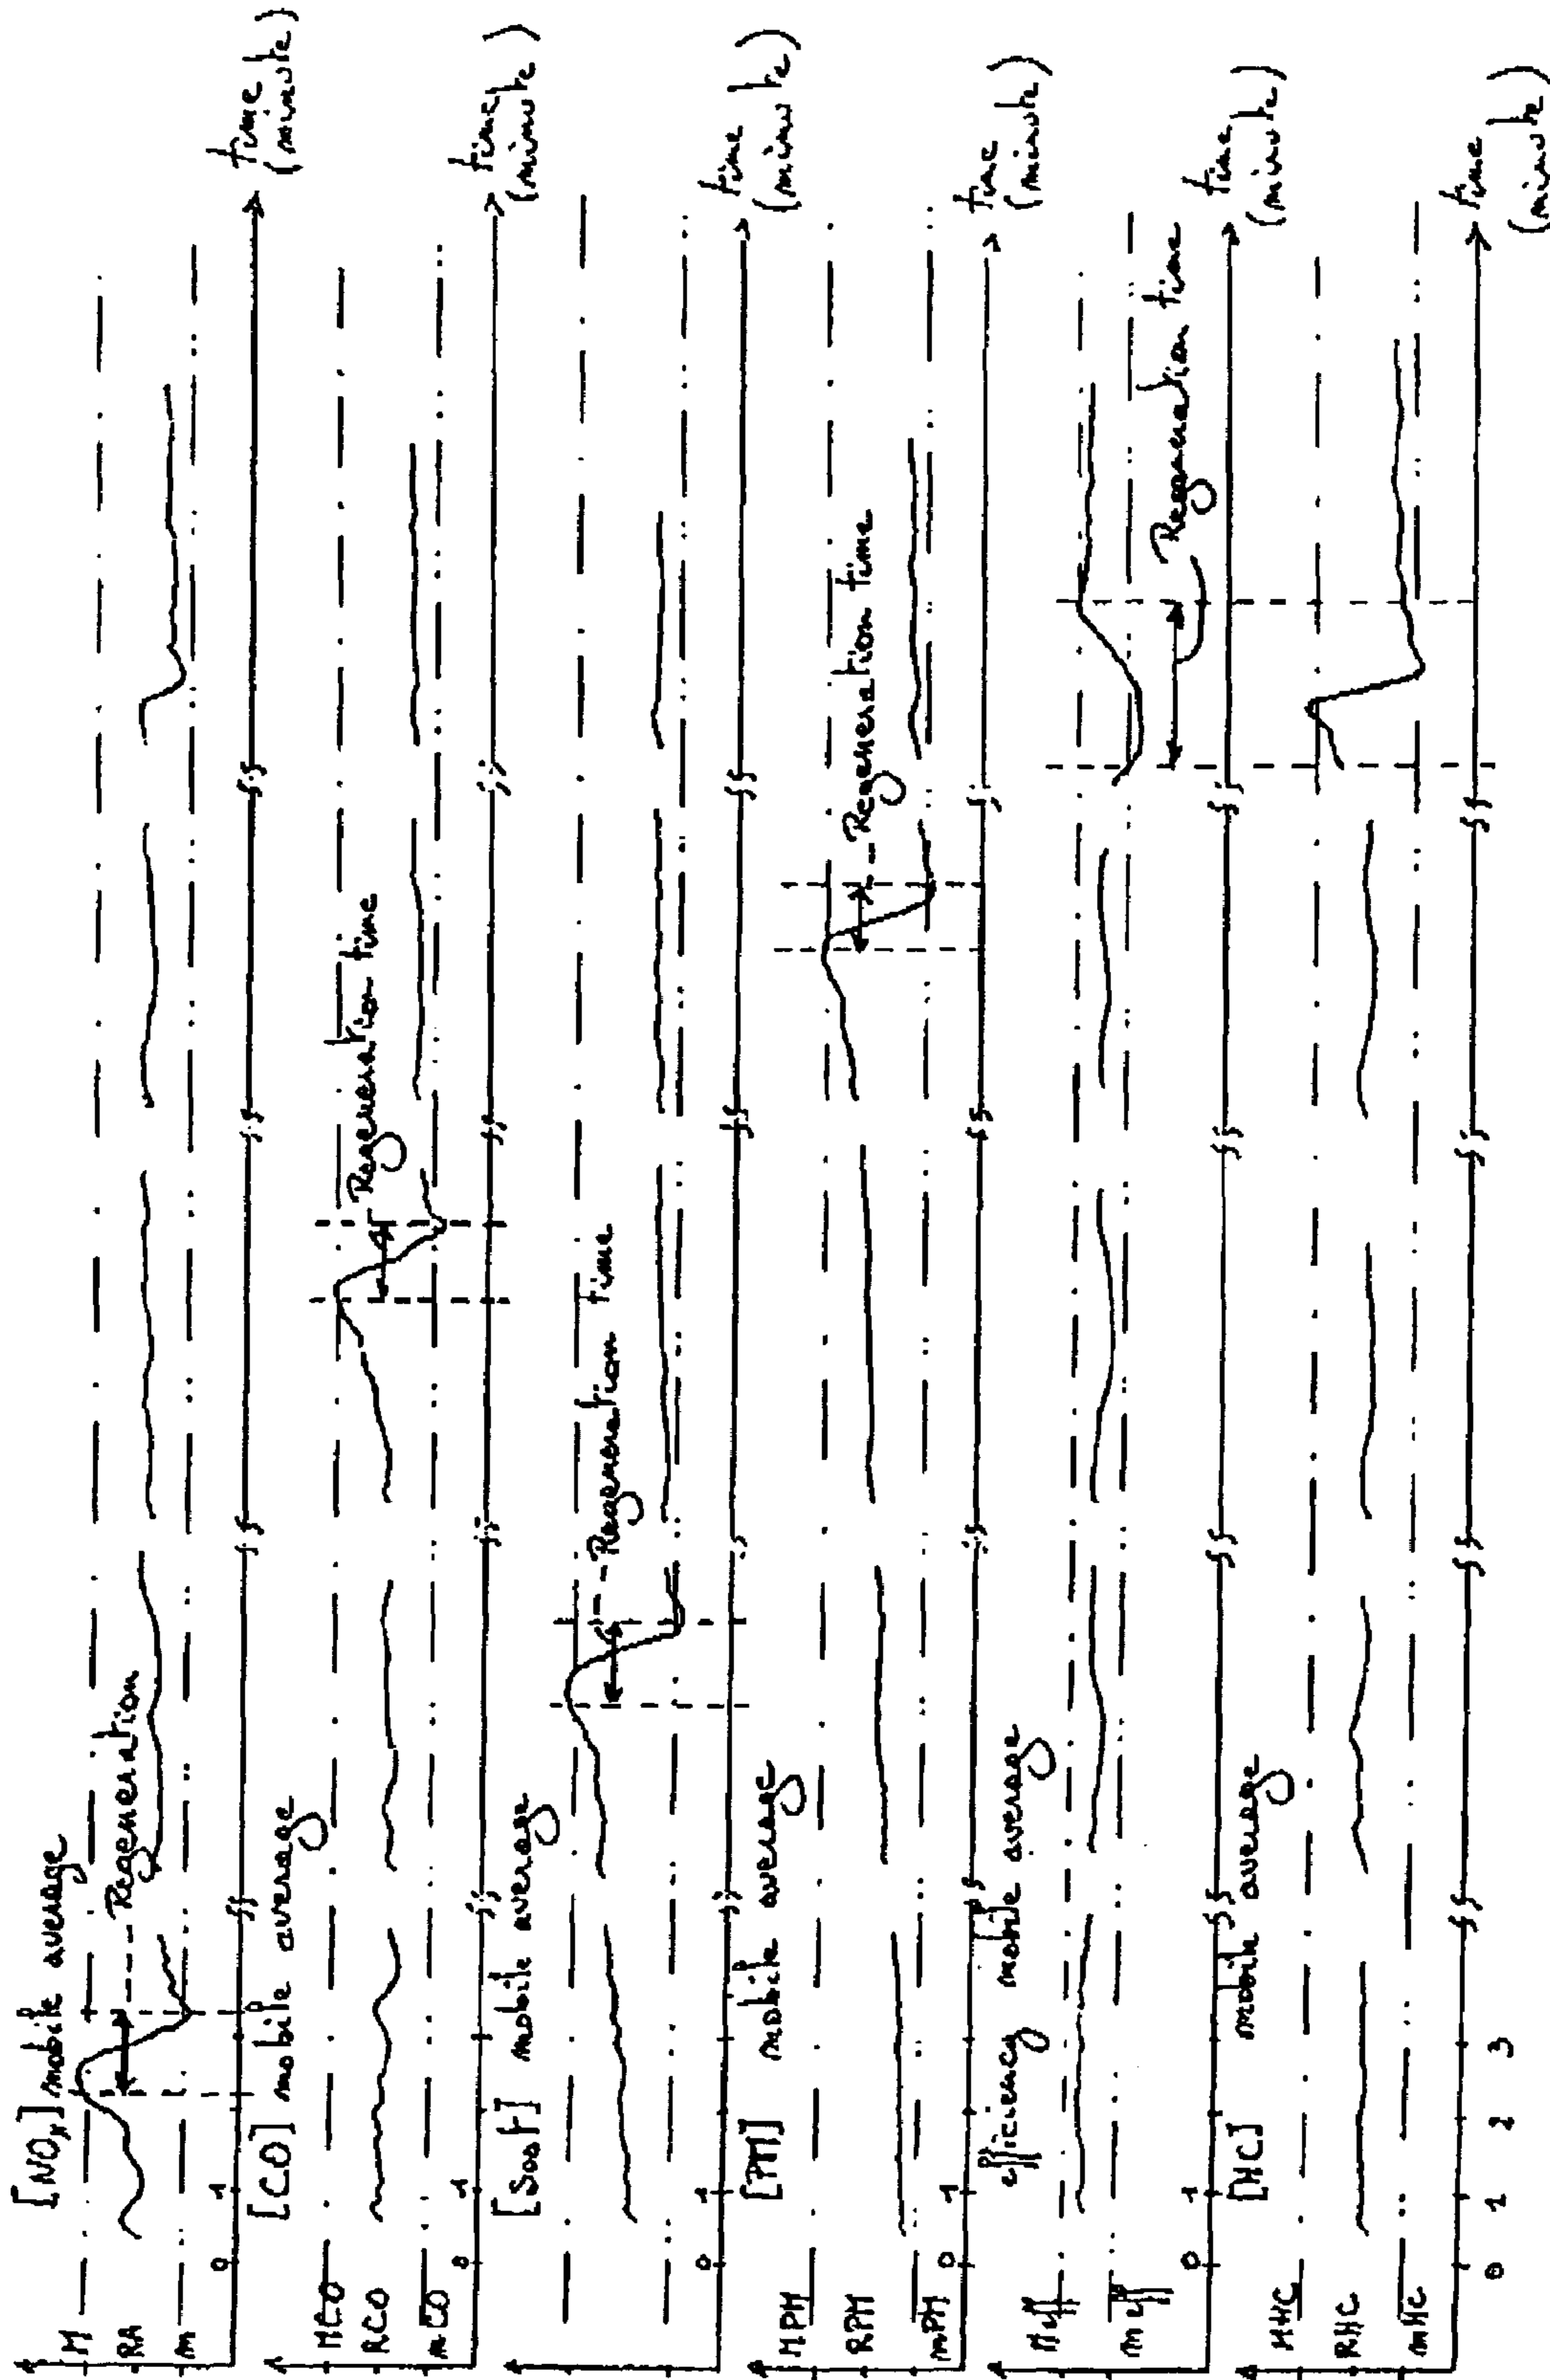 [NOx] mobile average
M
RA
m
Regeneration
0
time
(minute)
[CO] mobile average
MCO
RCO
mCO
Regeneration time
0
1
time
(minute)
[Soot] mobile average
Regeneration time
0
1
time
(minute)
[PM] mobile average
MPM
RPM
mPM
Regeneration time
0
1
time
(minute)
efficiency mobile average
Meff
meff
Regeneration time
0
1
time
(minute)
[HC] mobile average
MHC
RHC
mHC
0
1
2
3
time
(minute)